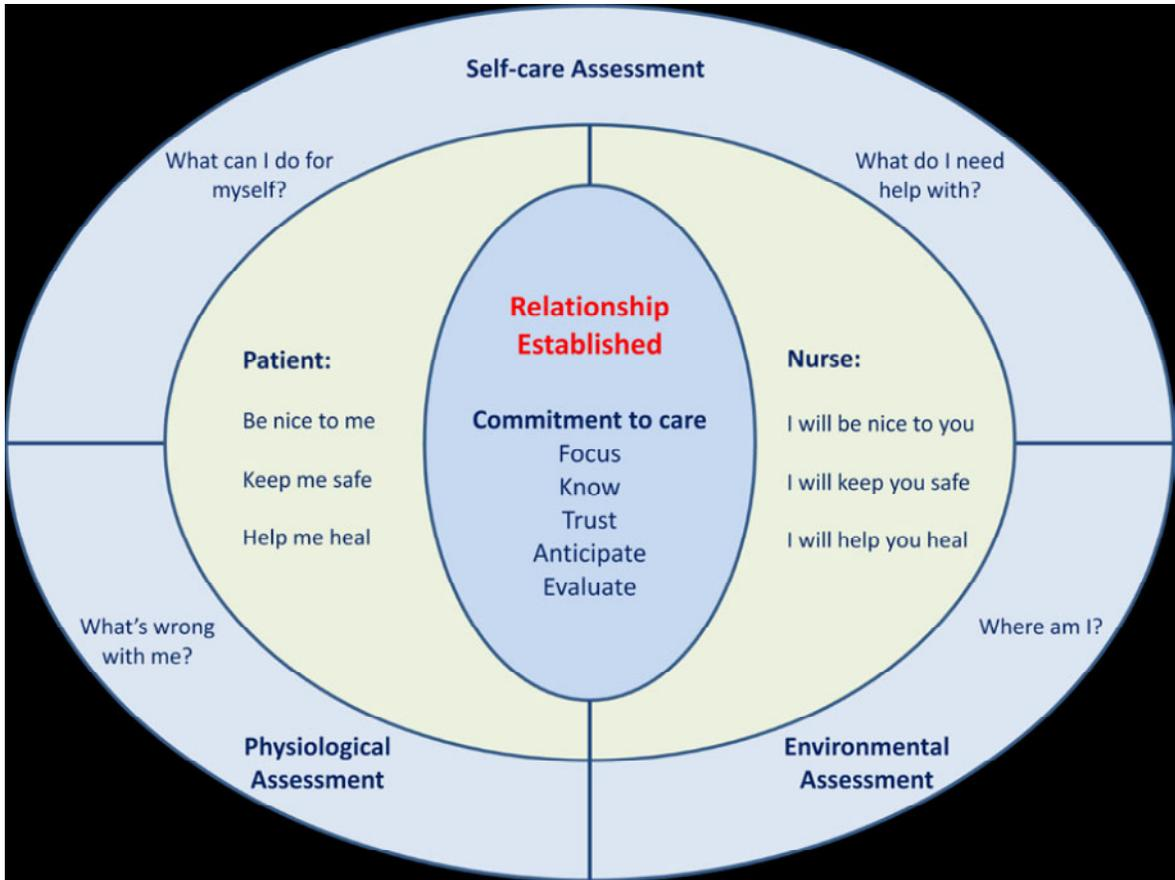 Self-care Assessment
What can I do for
myself?
What do I need
help with?
Patient:
Be nice to me
Keep me safe
Help me heal
Relationship
Established
Commitment to care
Focus
Know
Trust
Anticipate
Evaluate
Nurse:
I will be nice to you
I will keep you safe
I will help you heal
What's wrong
with me?
Physiological
Assessment
Where am I?
Environmental
Assessment